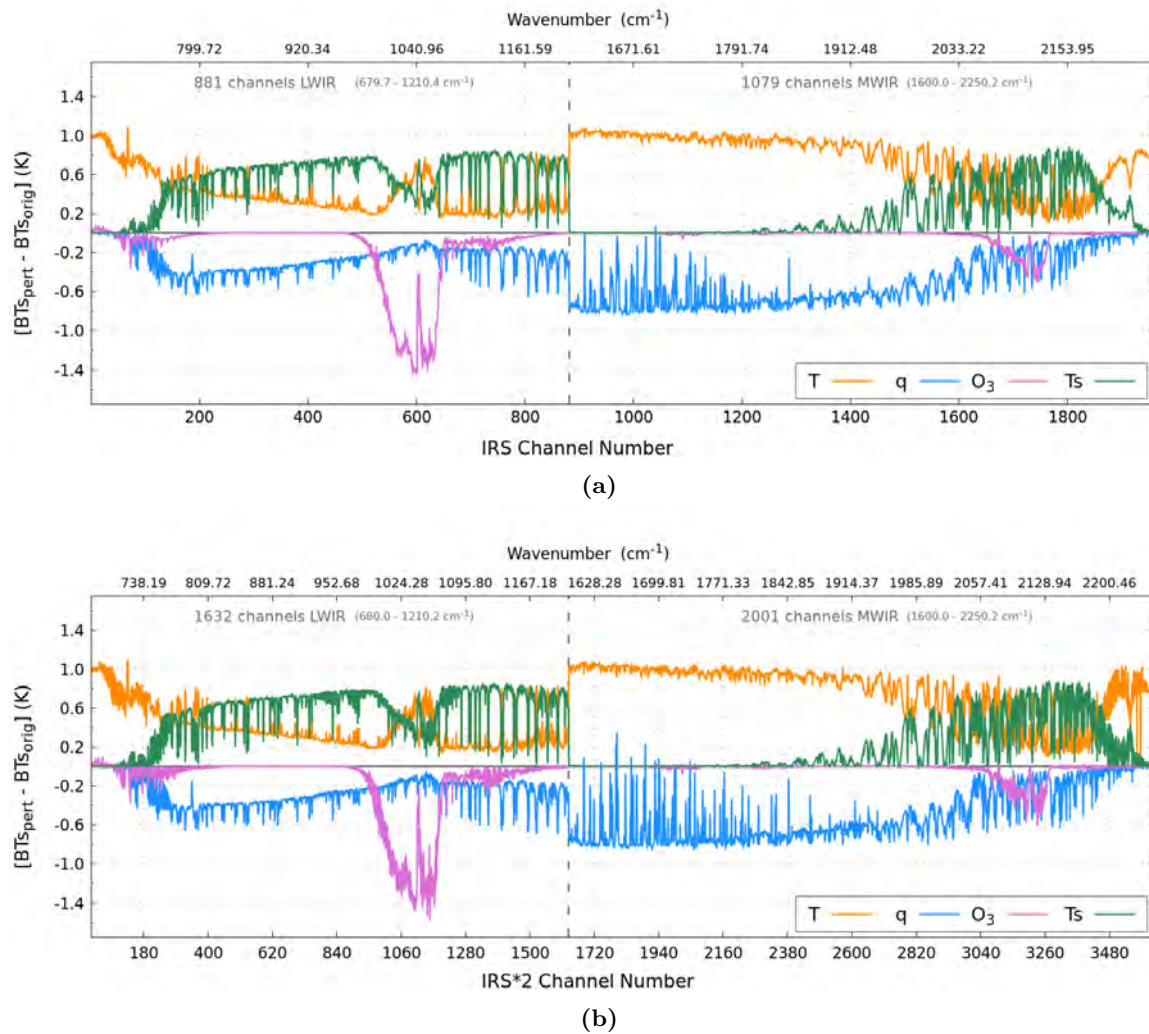 Wavenumber (cm-1)
799.72 920.34 1040.96 1161.59 1671.61 1791.74 1912.48 2033.22 2153.95
881 channels LWIR (679.7 - 1210.4 cm-1) 1079 channels MWIR (1600.0 - 2250.2 cm-1)
1.4
1.0
0.6
0.2
-0.2
-0.6
-1.0
-1.4
[BTspert - BTsorig] (K)
T q O3 Ts
200 400 600 800 1000 1200 1400 1600 1800
IRS Channel Number
(a)
Wavenumber (cm-1)
738.19 809.72 881.24 952.68 1024.28 1095.80 1167.18 1628.28 1699.81 1771.33 1842.85 1914.37 1985.89 2057.41 2128.94 2200.46
1632 channels LWIR (680.0 - 1210.2 cm-1) 2001 channels MWIR (1600.0 - 2250.2 cm-1)
1.4
1.0
0.6
0.2
-0.2
-0.6
-1.0
-1.4
[BTspert - BTsorig] (K)
T q O3 Ts
180 400 620 840 1060 1280 1500 1720 1940 2160 2380 2600 2820 3040 3260 3480
IRS*2 Channel Number
(b)